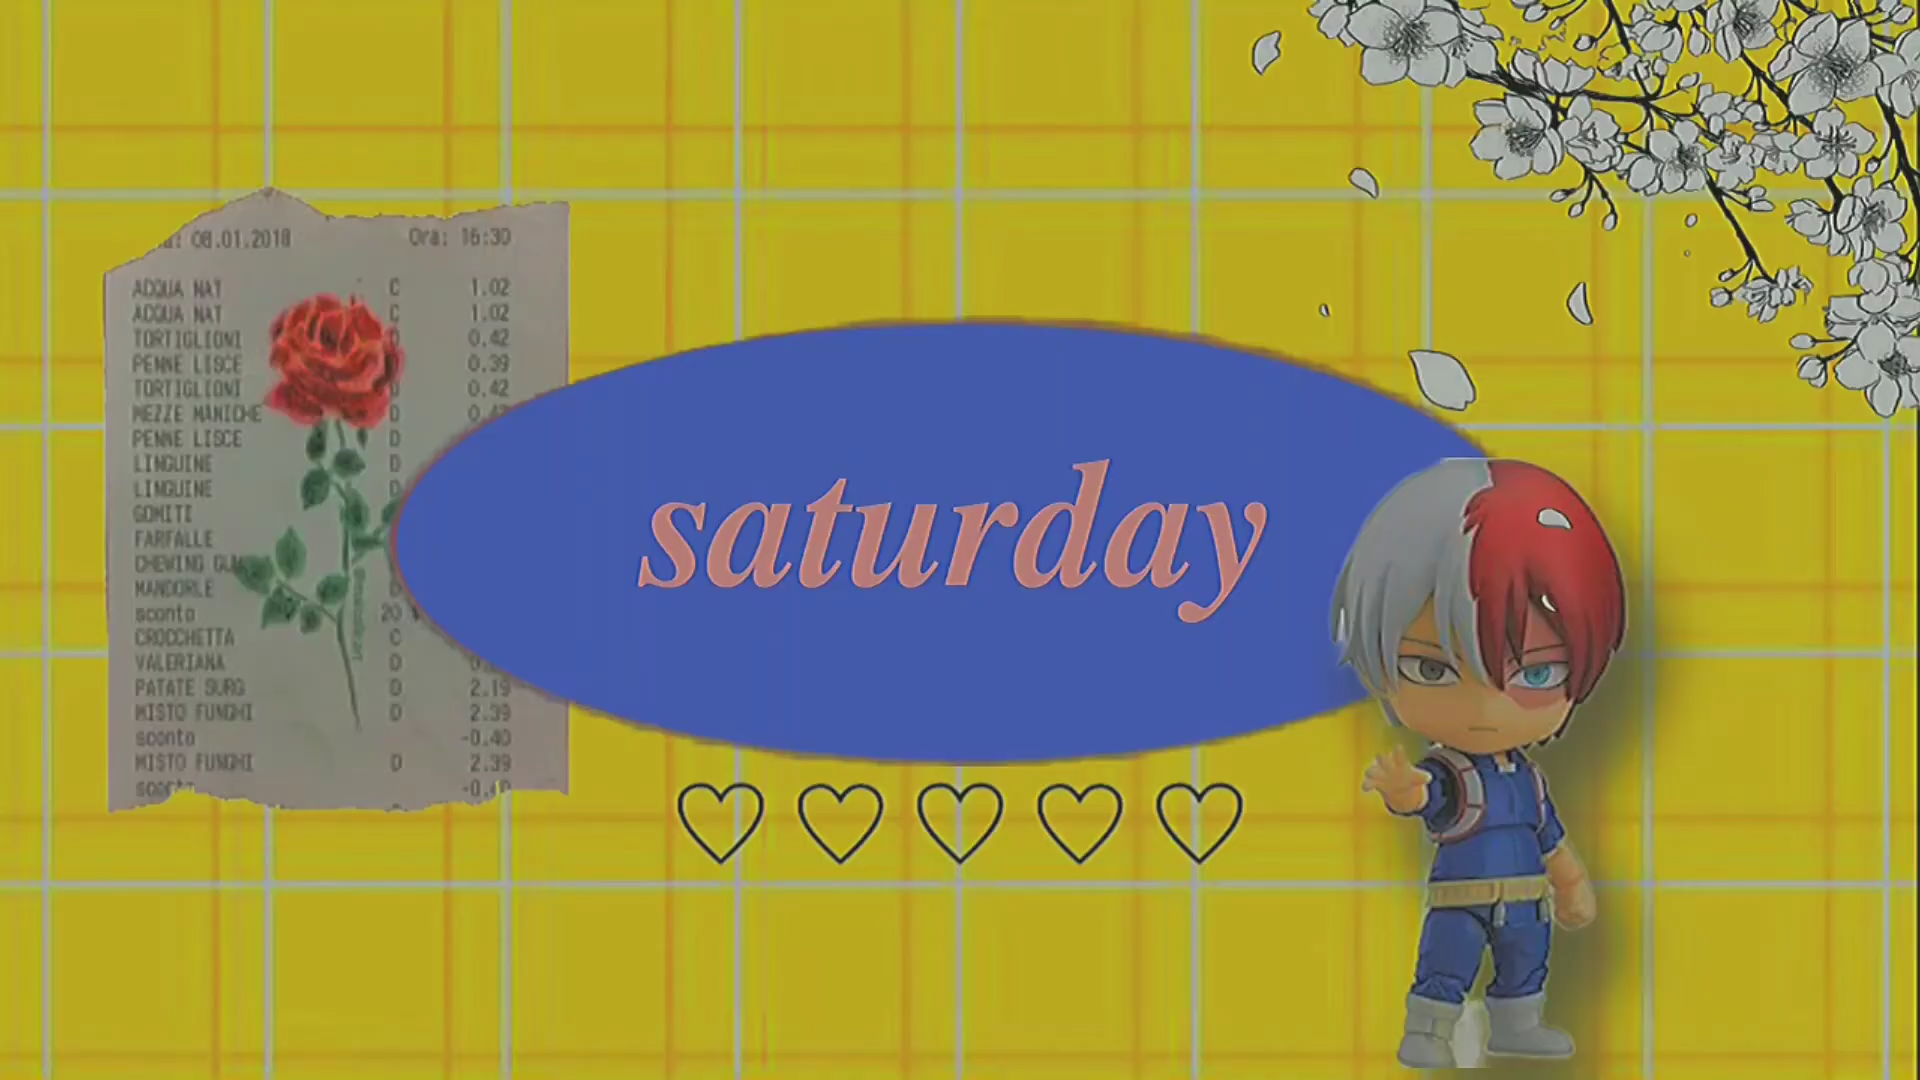 08.01.2018 Ora: 16:30
ACQUA NAT C 1.02
ACQUA NAT C 1.02
TORTIGLIONI 0.42
PENNE LISCE 0.39
TORTIGLIONI D 0.42
MEZZE MANICHE D
PENNE LISCE D
LINGUINE D
LINGUINE D
GOMITI
FARFALLE
CHEWING
MANDORLE
sconto 20
CROCCHETTA C
VALERIANA D
PATATE SURG D 2.19
MISTO FUNGHI D 2.39
sconto -0.40
MISTO FUNGHI D 2.39
saturday